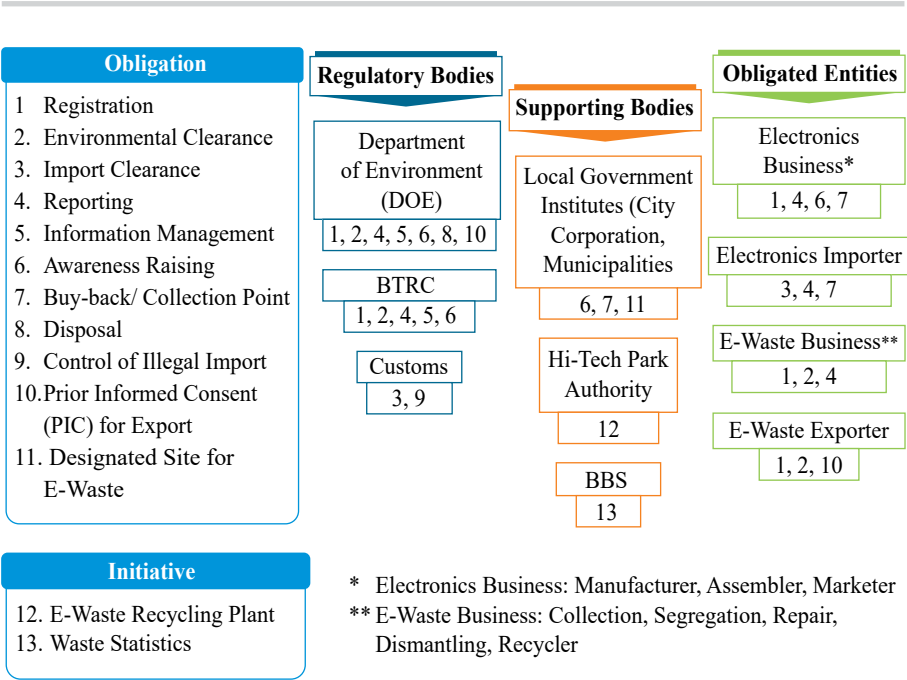 Obligation
1 Registration
2. Environmental Clearance
3. Import Clearance
4. Reporting
5. Information Management
6. Awareness Raising
7. Buy-back/ Collection Point
8. Disposal
9. Control of Illegal Import
10.Prior Informed Consent
(PIC) for Export
11. Designated Site for
E-Waste
Regulatory Bodies
Department
of Environment
(DOE)
1, 2, 4, 5, 6, 8, 10
BTRC
1, 2, 4, 5, 6
Customs
3, 9
Supporting Bodies
Local Government
Institutes (City
Corporation,
Municipalities
6, 7, 11
Hi-Tech Park
Authority
12
BBS
13
Obligated Entities
Electronics
Business*
1, 4, 6, 7
Electronics Importer
3, 4, 7
E-Waste Business**
1, 2, 4
E-Waste Exporter
1, 2, 10
Initiative
12. E-Waste Recycling Plant
13. Waste Statistics
* Electronics Business: Manufacturer, Assembler, Marketer
** E-Waste Business: Collection, Segregation, Repair,
Dismantling, Recycler